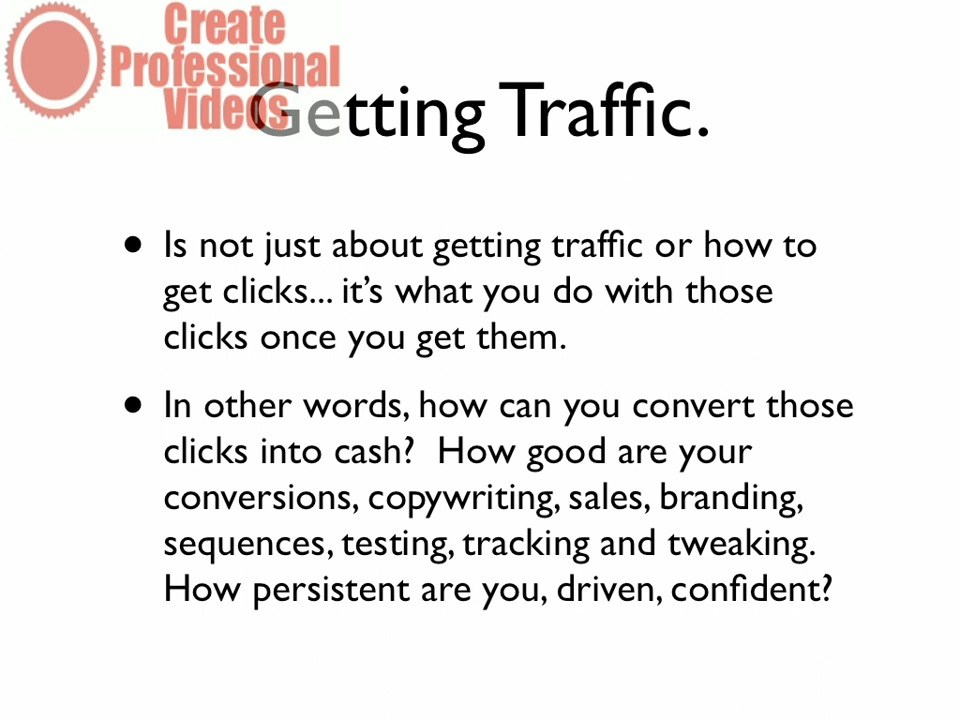 Create
Professional
Videos
Getting Traffic.
• Is not just about getting traffic or how to
get clicks... it’s what you do with those
clicks once you get them.
• In other words, how can you convert those
clicks into cash?  How good are your
conversions, copywriting, sales, branding,
sequences, testing, tracking and tweaking.
How persistent are you, driven, confident?